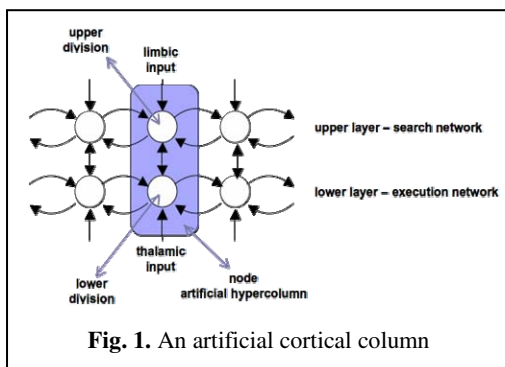 upper
division
limbic
input
upper layer – search network
lower layer – execution network
thalamic
input
lower
division
node
artificial hypercolumn
Fig. 1. An artificial cortical column